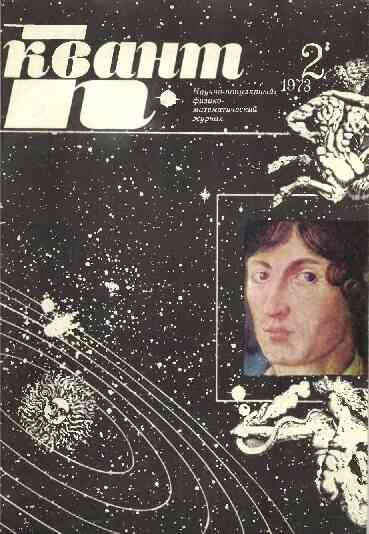 квант
2
1973
Научно-популярный
физико-
математический
журнал